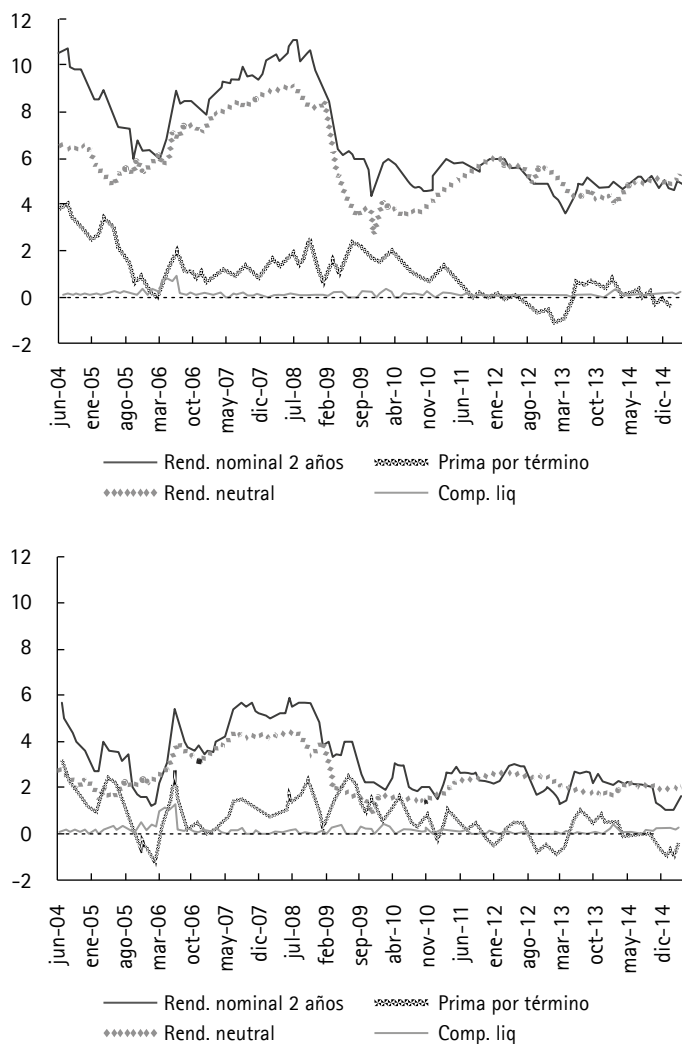 12
10
8
6
4
2
0
−2
jun-04
ene-05
ago-05
mar-06
oct-06
may-07
dic-07
jul-08
feb-09
sep-09
abr-10
nov-10
jun-11
ene-12
ago-12
mar-13
oct-13
may-14
dic-14
Rend. nominal 2 años Prima por término
Rend. neutral Comp. liq
12
10
8
6
4
2
0
−2
jun-04
ene-05
ago-05
mar-06
oct-06
may-07
dic-07
jul-08
feb-09
sep-09
abr-10
nov-10
jun-11
ene-12
ago-12
mar-13
oct-13
may-14
dic-14
Rend. nominal 2 años Prima por término
Rend. neutral Comp. liq